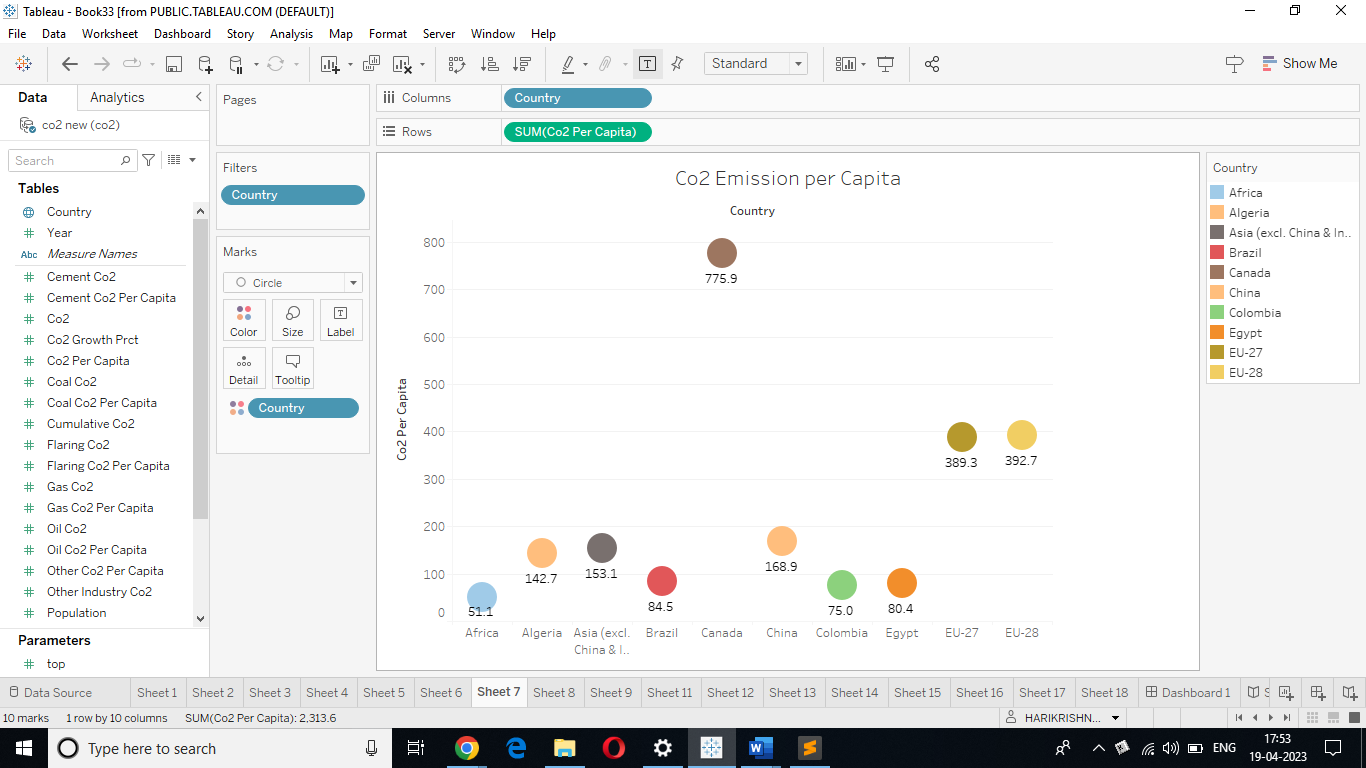 Tableau - Book33 [from PUBLIC.TABLEAU.COM (DEFAULT)]
File Data Worksheet Dashboard Story Analysis Map Format Server Window Help
Standard
Show Me
Data Analytics
co2 new (co2)
Search
Tables
Country
Year
Abc Measure Names
Cement Co2
Cement Co2 Per Capita
Co2
Co2 Growth Prct
Co2 Per Capita
Coal Co2
Coal Co2 Per Capita
Cumulative Co2
Flaring Co2
Flaring Co2 Per Capita
Gas Co2
Gas Co2 Per Capita
Oil Co2
Oil Co2 Per Capita
Other Co2 Per Capita
Other Industry Co2
Population
Parameters
top
Pages
Filters
Country
Marks
Circle
Color Size Label
Detail Tooltip
Country
Columns Country
Rows SUM(Co2 Per Capita)
Co2 Emission per Capita
Country
Co2 Per Capita
800
700
600
500
400
300
200
100
0
775.9
389.3
392.7
51.1
142.7
153.1
84.5
168.9
75.0
80.4
Africa Algeria Asia (excl. Brazil Canada China Colombia Egypt EU-27 EU-28
China & I..
Country
Africa
Algeria
Asia (excl. China & In..
Brazil
Canada
China
Colombia
Egypt
EU-27
EU-28
Data Source Sheet 1 Sheet 2 Sheet 3 Sheet 4 Sheet 5 Sheet 6 Sheet 7 Sheet 8 Sheet 9 Sheet 11 Sheet 12 Sheet 13 Sheet 14 Sheet 15 Sheet 16 Sheet 17 Sheet 18 Dashboard 1 S
10 marks 1 row by 10 columns SUM(Co2 Per Capita): 2,313.6 HARIKRISHN...
Type here to search
ENG
17:53
19-04-2023